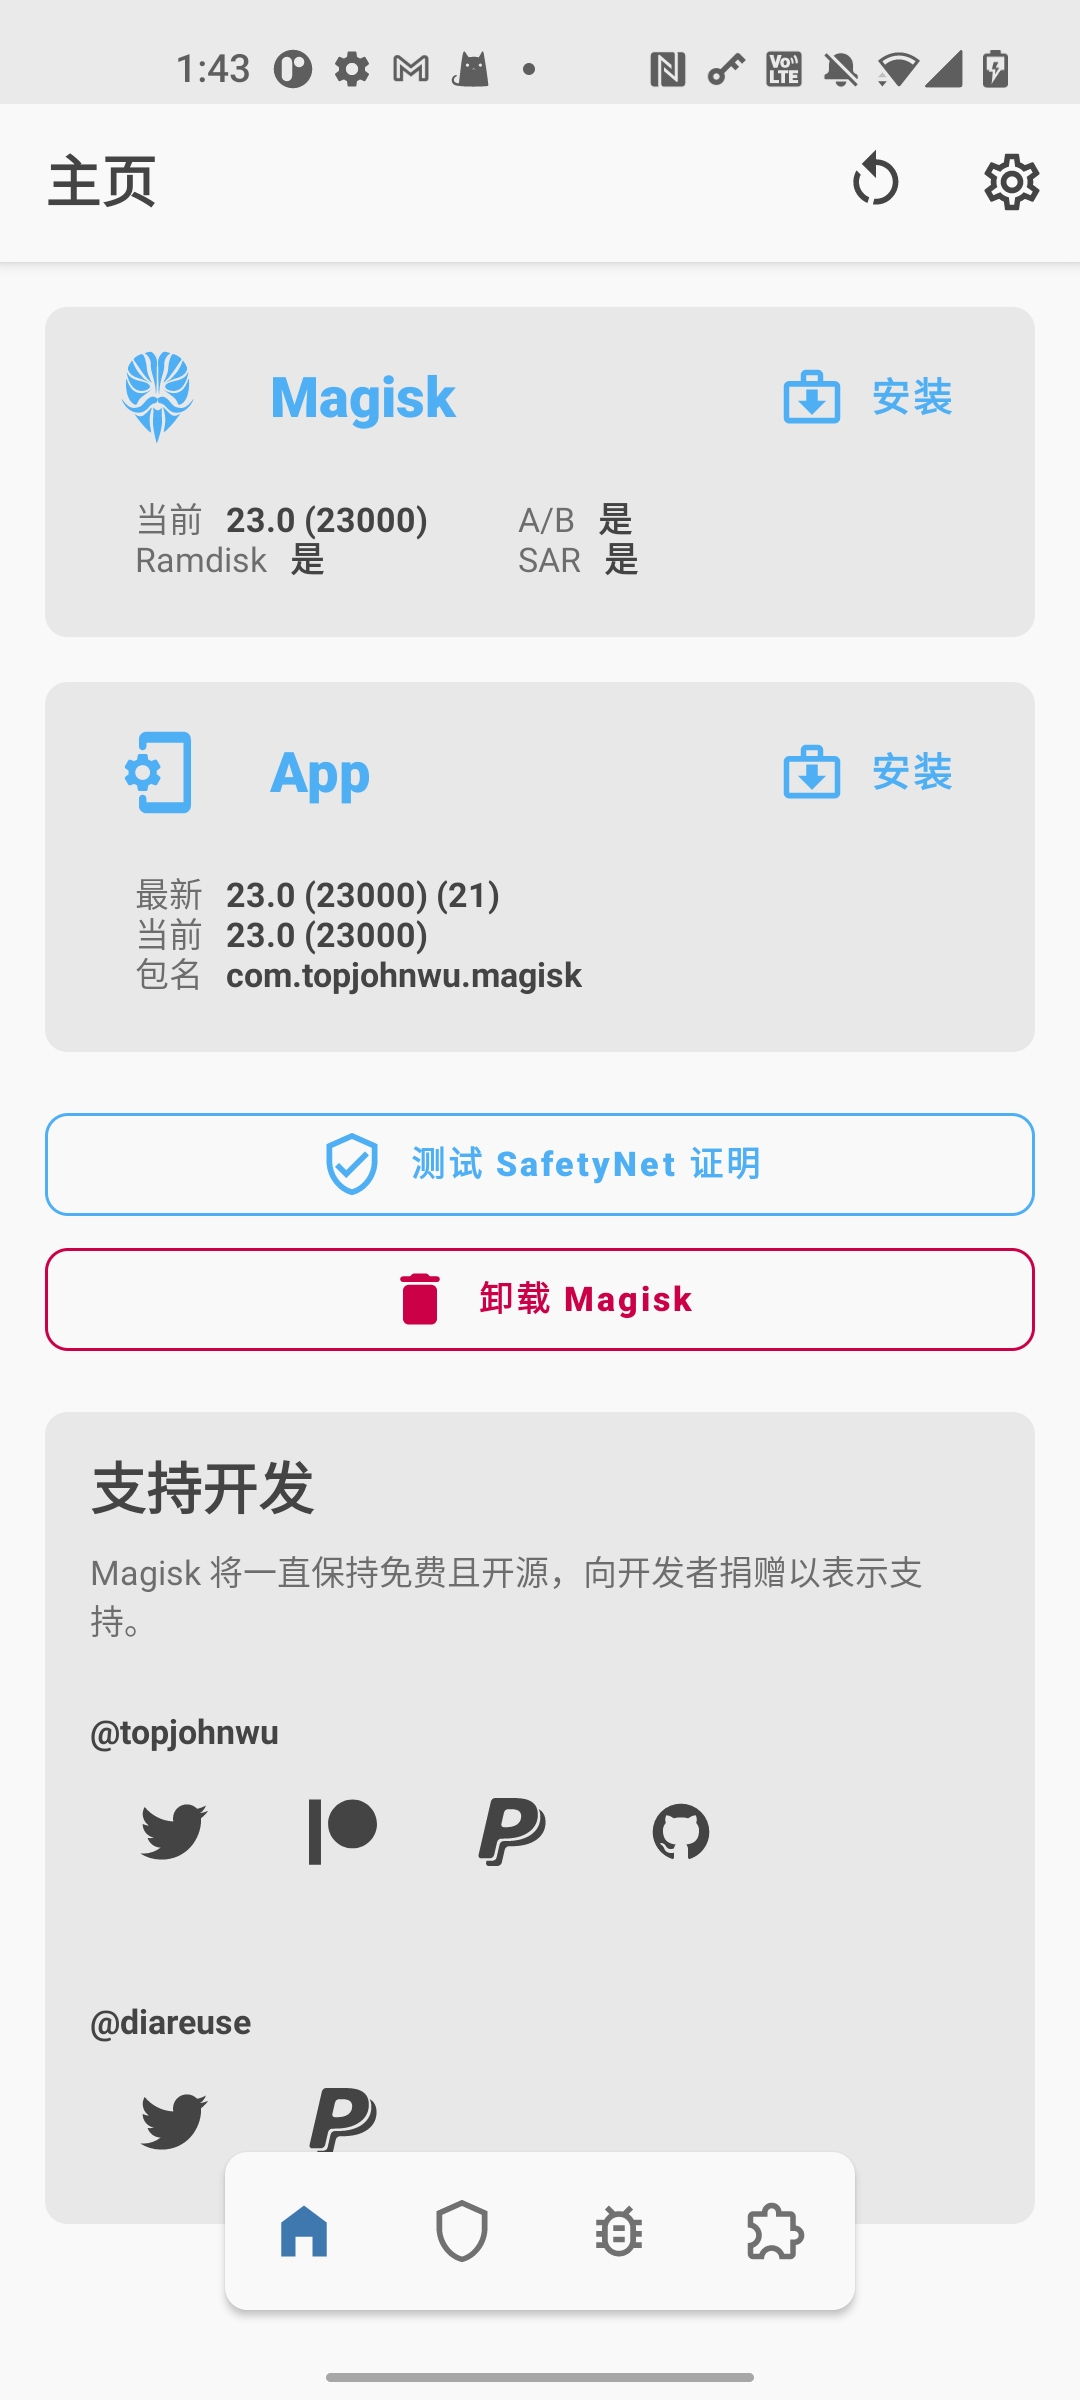 1:43
主页
Magisk
安装
当前 23.0 (23000) A/B 是
Ramdisk 是 SAR 是
App
安装
最新 23.0 (23000) (21)
当前 23.0 (23000)
包名 com.topjohnwu.magisk
测试 SafetyNet 证明
卸载 Magisk
支持开发
Magisk 将一直保持免费且开源，向开发者捐赠以表示支
持。
@topjohnwu
@diareuse